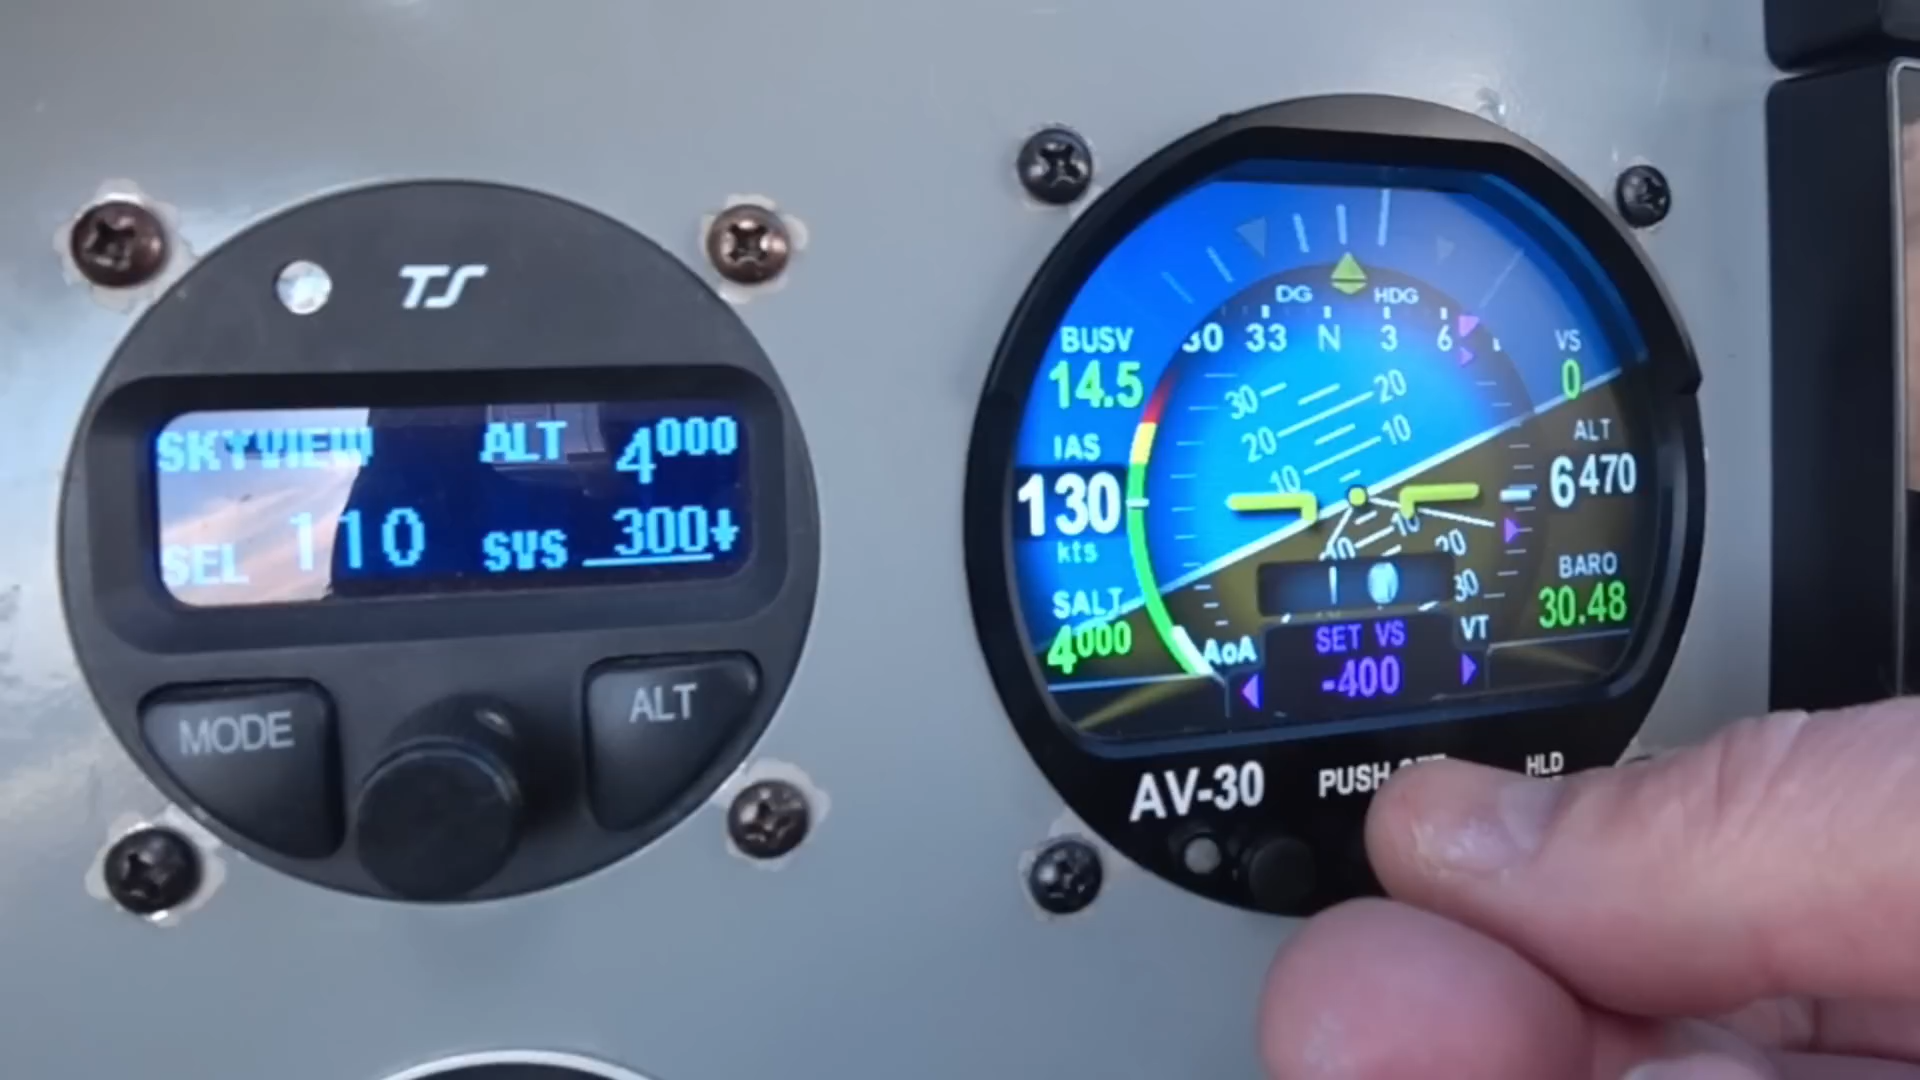 TS
SKYVIEW ALT 4000
SEL 110 SVS 300
MODE
ALT
DG HDG
30 33 N 3 6
BUSV
14.5
IAS
130
kts
SALT
4000
VS
0
ALT
6470
BARO
30.48
30 20
20 10
10
10
10 20
30
AoA
VT
SET VS
-400
AV-30 PUSH HLD